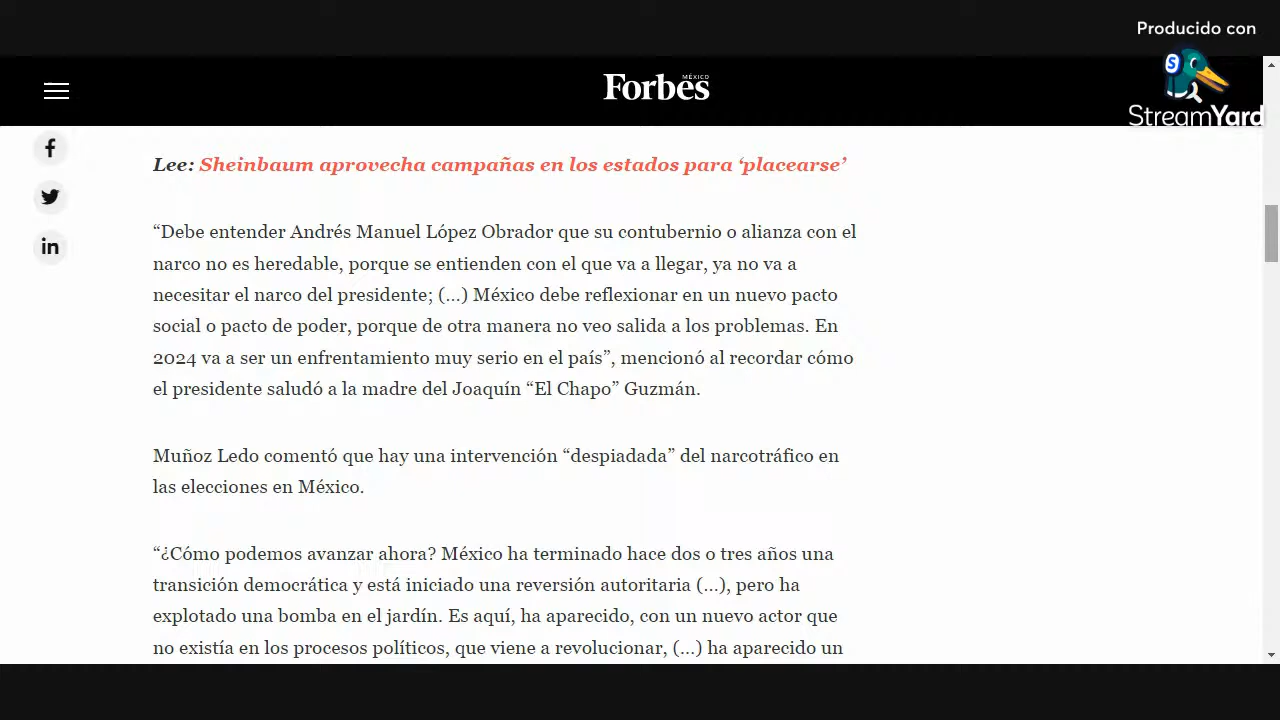 Producido con
StreamYard
Forbes
MÉXICO
Lee: Sheinbaum aprovecha campañas en los estados para ‘placearse’
“Debe entender Andrés Manuel López Obrador que su contubernio o alianza con el
narco no es heredable, porque se entienden con el que va a llegar, ya no va a
necesitar el narco del presidente; (…) México debe reflexionar en un nuevo pacto
social o pacto de poder, porque de otra manera no veo salida a los problemas. En
2024 va a ser un enfrentamiento muy serio en el país”, mencionó al recordar cómo
el presidente saludó a la madre del Joaquín “El Chapo” Guzmán.
Muñoz Ledo comentó que hay una intervención “despiadada” del narcotráfico en
las elecciones en México.
“¿Cómo podemos avanzar ahora? México ha terminado hace dos o tres años una
transición democrática y está iniciado una reversión autoritaria (…), pero ha
explotado una bomba en el jardín. Es aquí, ha aparecido, con un nuevo actor que
no existía en los procesos políticos, que viene a revolucionar, (…) ha aparecido un